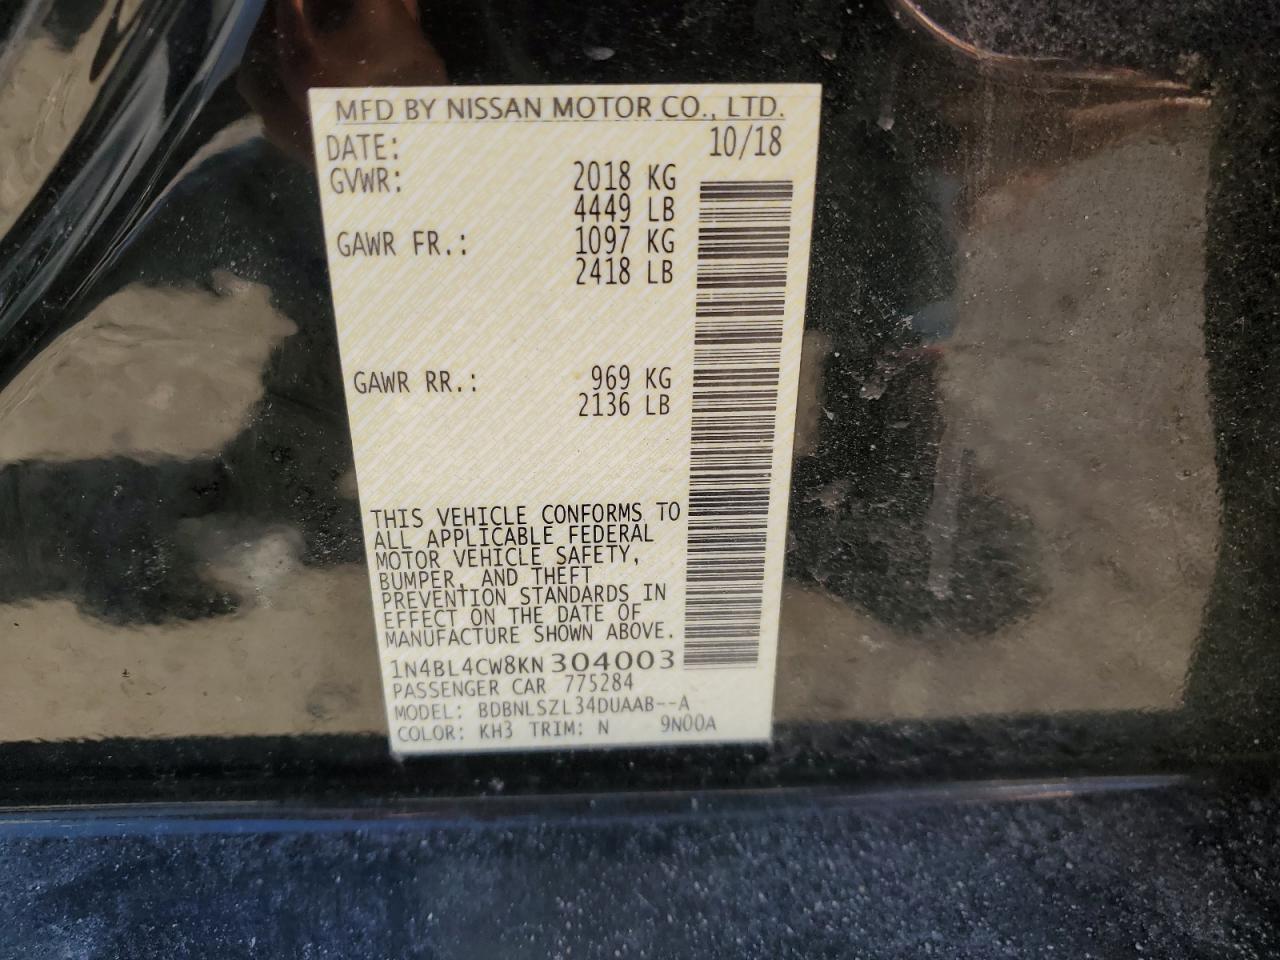 MFD BY NISSAN MOTOR CO., LTD.
DATE: 10/18
GVWR: 2018 KG
4449 LB
GAWR FR.: 1097 KG
2418 LB
GAWR RR.: 969 KG
2136 LB
THIS VEHICLE CONFORMS TO
ALL APPLICABLE FEDERAL
MOTOR VEHICLE SAFETY,
BUMPER, AND THEFT
PREVENTION STANDARDS IN
EFFECT ON THE DATE OF
MANUFACTURE SHOWN ABOVE.
1N4BL4CW8KN304003
PASSENGER CAR 775284
MODEL: BDBNLSZL34DUAAB--A
COLOR: KH3 TRIM: N 9N00A